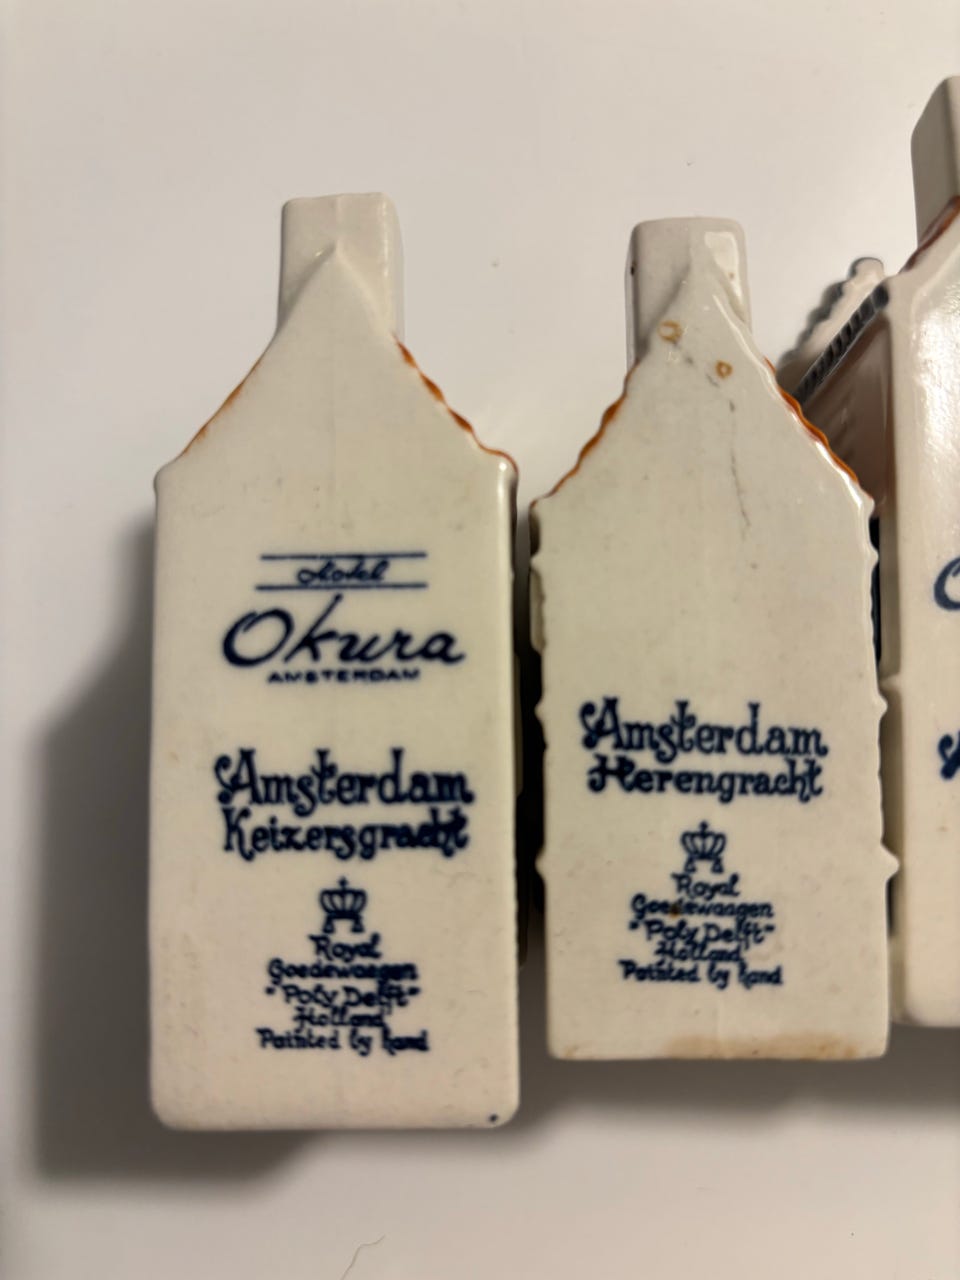 Hotel
Okura
AMSTERDAM
Amsterdam
Keizersgracht
Royal
Goedewaagen
"Poly Delft"
Holland
Painted by hand
Amsterdam
Herengracht
Royal
Goedewaagen
"Poly Delft"
Holland
Painted by hand